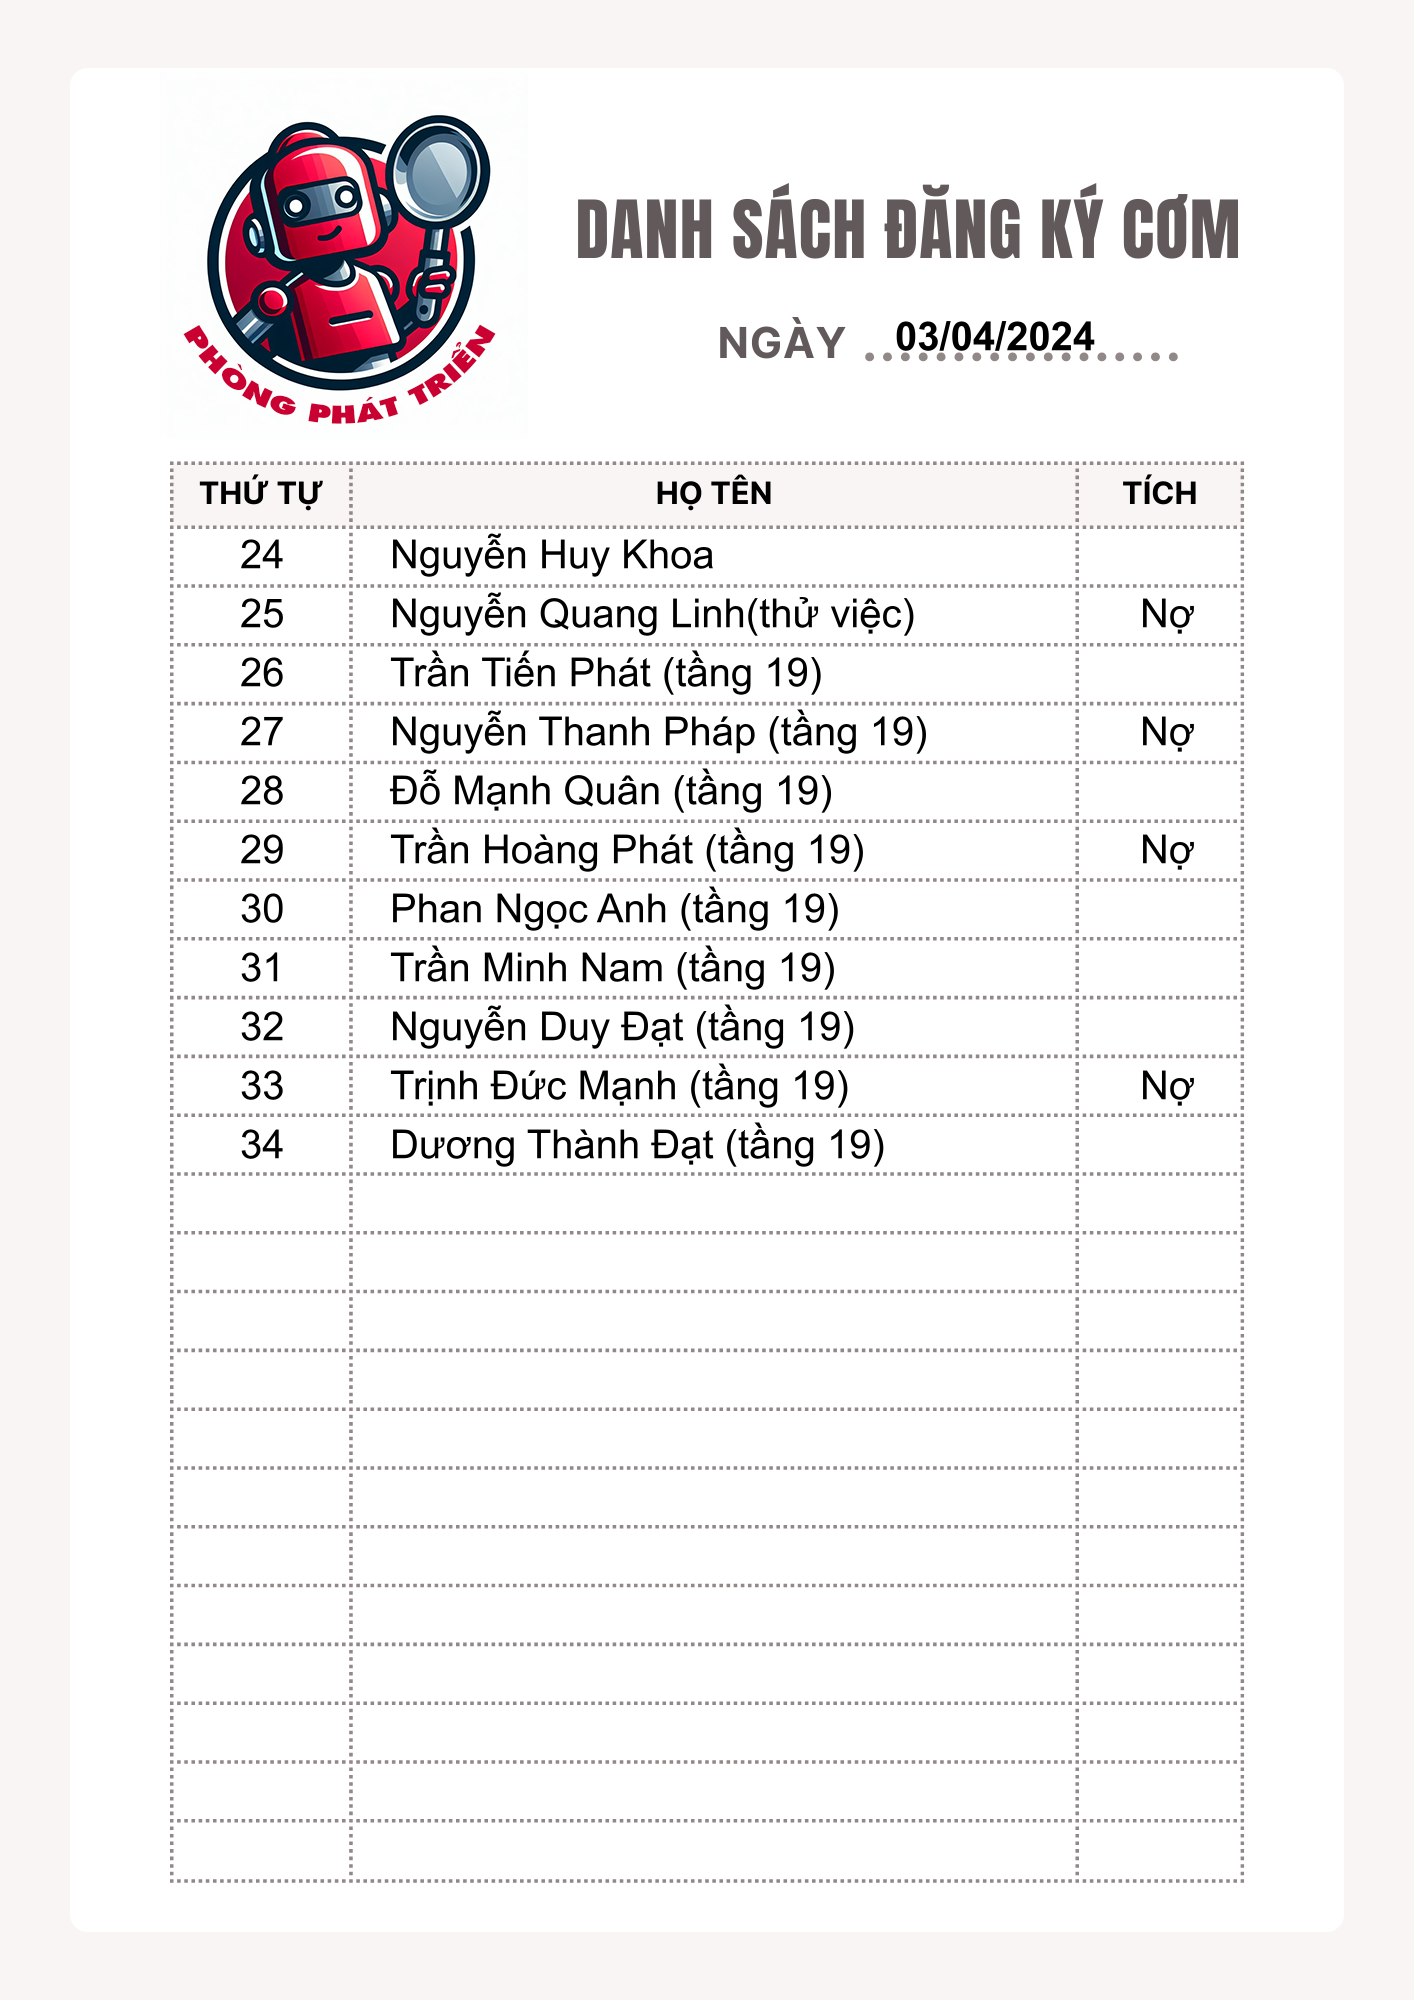 PHÒNG PHÁT TRIỂN
DANH SÁCH ĐĂNG KÝ CƠM
NGÀY 03/04/2024
THỨ TỰ HỌ TÊN TÍCH
24 Nguyễn Huy Khoa
25 Nguyễn Quang Linh(thử việc) Nợ
26 Trần Tiến Phát (tầng 19)
27 Nguyễn Thanh Pháp (tầng 19) Nợ
28 Đỗ Mạnh Quân (tầng 19)
29 Trần Hoàng Phát (tầng 19) Nợ
30 Phan Ngọc Anh (tầng 19)
31 Trần Minh Nam (tầng 19)
32 Nguyễn Duy Đạt (tầng 19)
33 Trịnh Đức Mạnh (tầng 19) Nợ
34 Dương Thành Đạt (tầng 19)